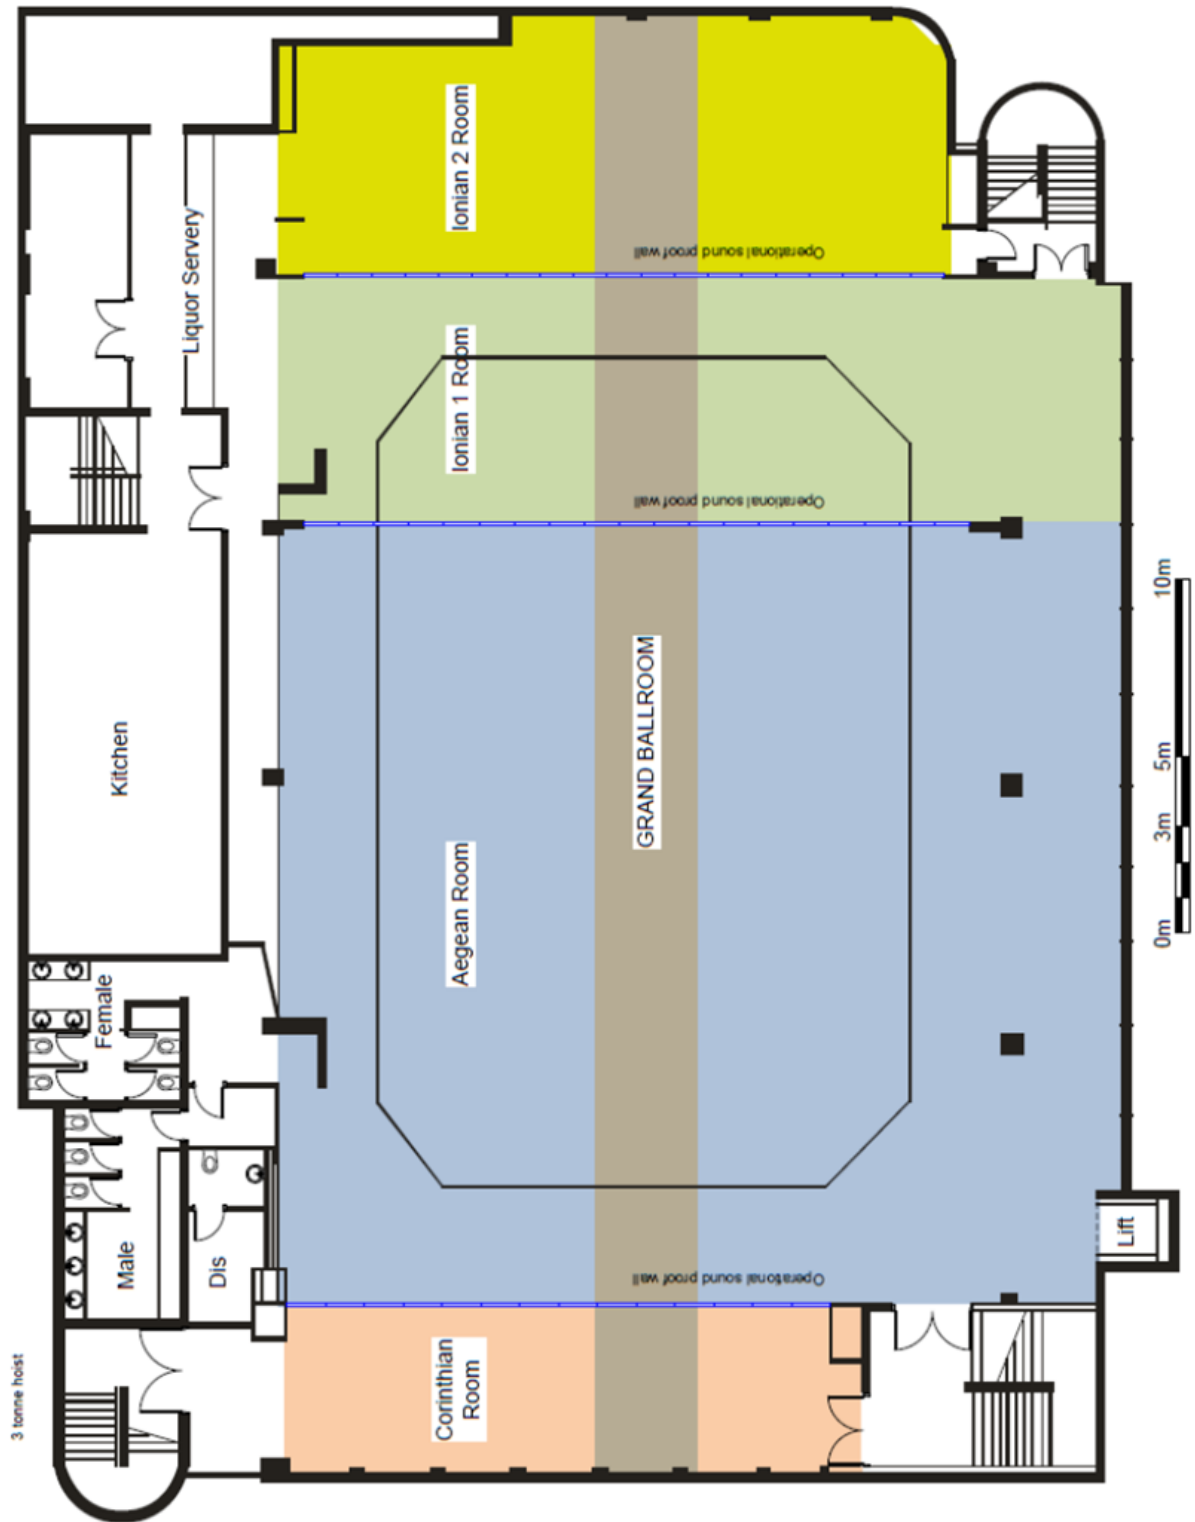 Ionian 2 Room
Operational sound proof wall
Liquor Servery
Ionian 1 Room
Operational sound proof wall
GRAND BALLROOM
Kitchen
Aegean Room
Female
Male
Dis
Operational sound proof wall
Lift
Corinthian
Room
3 tonne hoist
0m
3m
5m
10m